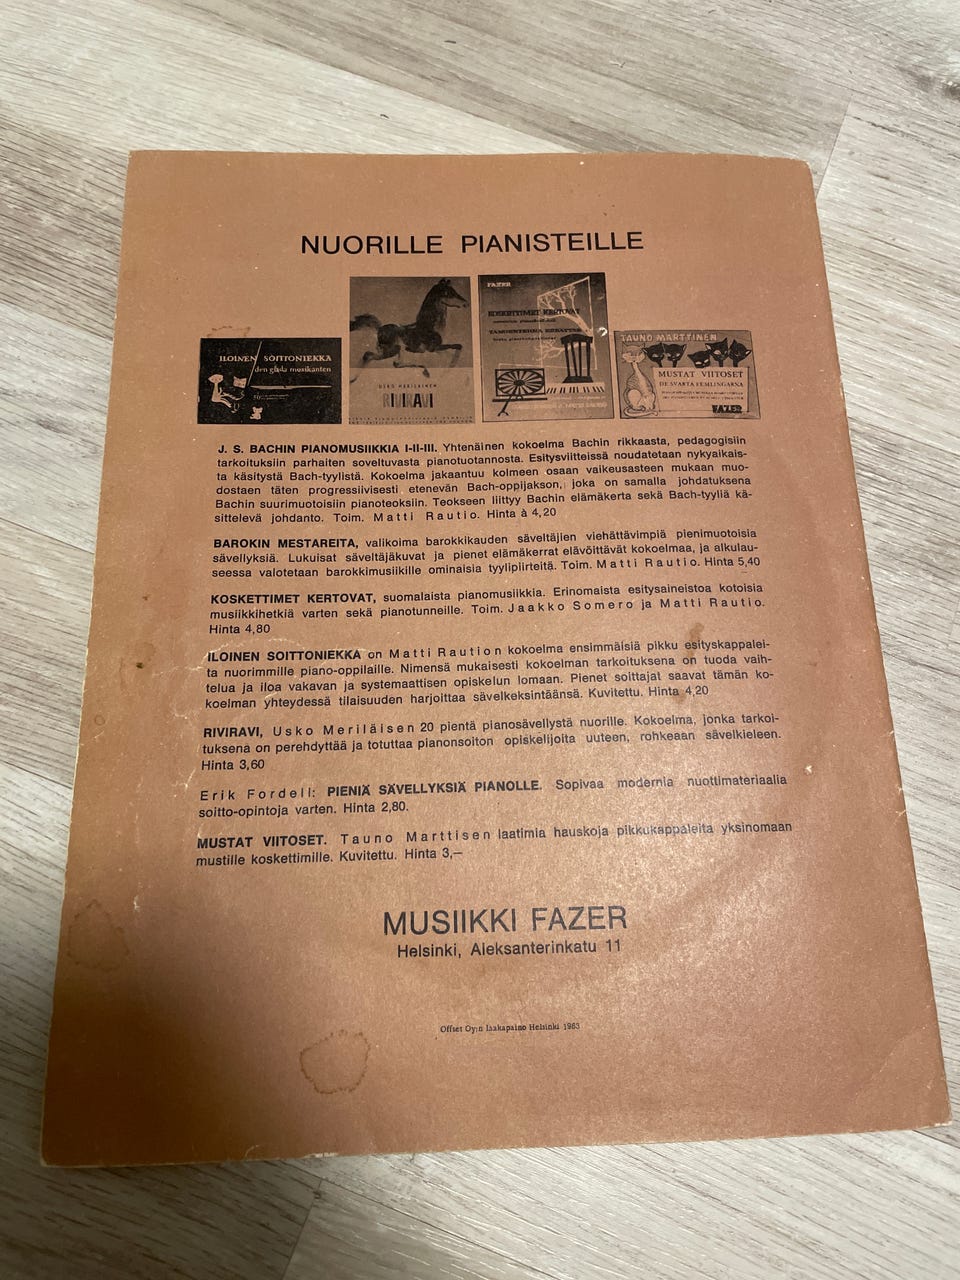 NUORILLE PIANISTEILLE
ILOINEN SOITTONIEKKA
den glada musikanten
USKO MERILÄINEN
RIVIRAVI
FAZER
KOSKETTIMET KERTOVAT
TAUNO MARTTINEN
MUSTAT VIITOSET
DE SVARTA FEMLINGARNA
FAZER
J. S. BACHIN PIANOMUSIIKKIA I-II-III. Yhtenäinen kokoelma Bachin rikkaasta, pedagogisiin
tarkoituksiin parhaiten soveltuvasta pianotuotannosta. Esitysviitteissä noudatetaan nykyaikais-
ta käsitystä Bach-tyylistä. Kokoelma jakaantuu kolmeen osaan vaikeusasteen mukaan muo-
dostaen täten progressiivisesti etenevän Bach-oppijakson, joka on samalla johdatuksena
Bachin suurimuotoisiin pianoteoksiin. Teokseen liittyy Bachin elämäkerta sekä Bach-tyyliä kä-
sittelevä johdanto. Toim. Matti Rautio. Hinta à 4,20
BAROKIN MESTAREITA, valikoima barokkikauden säveltäjien viehättävimpiä pienimuotoisia
sävellyksiä. Lukuisat säveltäjäkuvat ja pienet elämäkerrat elävöittävät kokoelmaa, ja alkulau-
seessa valotetaan barokkimusiikille ominaisia tyylipiirteitä. Toim. Matti Rautio. Hinta 5,40
KOSKETTIMET KERTOVAT, suomalaista pianomusiikkia. Erinomaista esitysaineistoa kotoisia
musiikkihetkiä varten sekä pianotunneille. Toim. Jaakko Somero ja Matti Rautio.
Hinta 4,80
ILOINEN SOITTONIEKKA on Matti Raution kokoelma ensimmäisiä pikku esityskappalei-
ta nuorimmille piano-oppilaille. Nimensä mukaisesti kokoelman tarkoituksena on tuoda vaih-
telua ja iloa vakavan ja systemaattisen opiskelun lomaan. Pienet soittajat saavat tämän ko-
koelman yhteydessä tilaisuuden harjoittaa sävelkeksintäänsä. Kuvitettu. Hinta 4,20
RIVIRAVI, Usko Meriläisen 20 pientä pianosävellystä nuorille. Kokoelma, jonka tarkoi-
tuksena on perehdyttää ja totuttaa pianonsoiton opiskelijoita uuteen, rohkeaan sävelkieleen.
Hinta 3,60
Erik Fordell: PIENIÄ SÄVELLYKSIÄ PIANOLLE. Sopivaa modernia nuottimateriaalia
soitto-opintoja varten. Hinta 2,80.
MUSTAT VIITOSET. Tauno Marttisen laatimia hauskoja pikkukappaleita yksinomaan
mustille koskettimille. Kuvitettu. Hinta 3,—
MUSIIKKI FAZER
Helsinki, Aleksanterinkatu 11
Offset Oy:n laakapaino Helsinki 1963